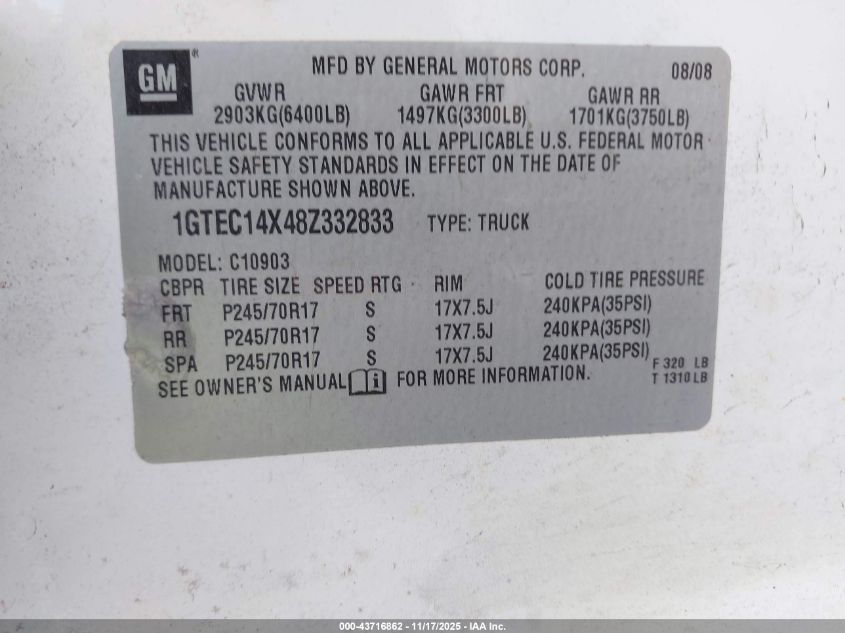 GM ®
MFD BY GENERAL MOTORS CORP. 08/08
GVWR GAWR FRT GAWR RR
2903KG(6400LB) 1497KG(3300LB) 1701KG(3750LB)
THIS VEHICLE CONFORMS TO ALL APPLICABLE U.S. FEDERAL MOTOR
VEHICLE SAFETY STANDARDS IN EFFECT ON THE DATE OF
MANUFACTURE SHOWN ABOVE.
1GTEC14X48Z332833 TYPE: TRUCK
MODEL: C10903
CBPR TIRE SIZE SPEED RTG RIM COLD TIRE PRESSURE
FRT P245/70R17 S 17X7.5J 240KPA(35PSI)
RR P245/70R17 S 17X7.5J 240KPA(35PSI)
SPA P245/70R17 S 17X7.5J 240KPA(35PSI)
F 320 LB
SEE OWNER'S MANUAL i FOR MORE INFORMATION.
T 1310 LB
000-43716862 - 11/17/2025 - IAA Inc.